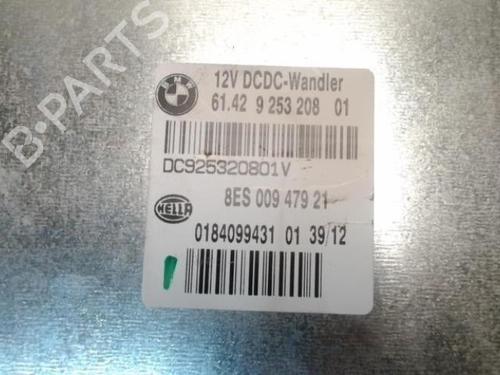 B-PARTS
BMW
12V DCDC-Wandler
61.42 9 253 208 01
DC925320801V
8ES 009 479 21
HELLA
0184099431 01 39/12